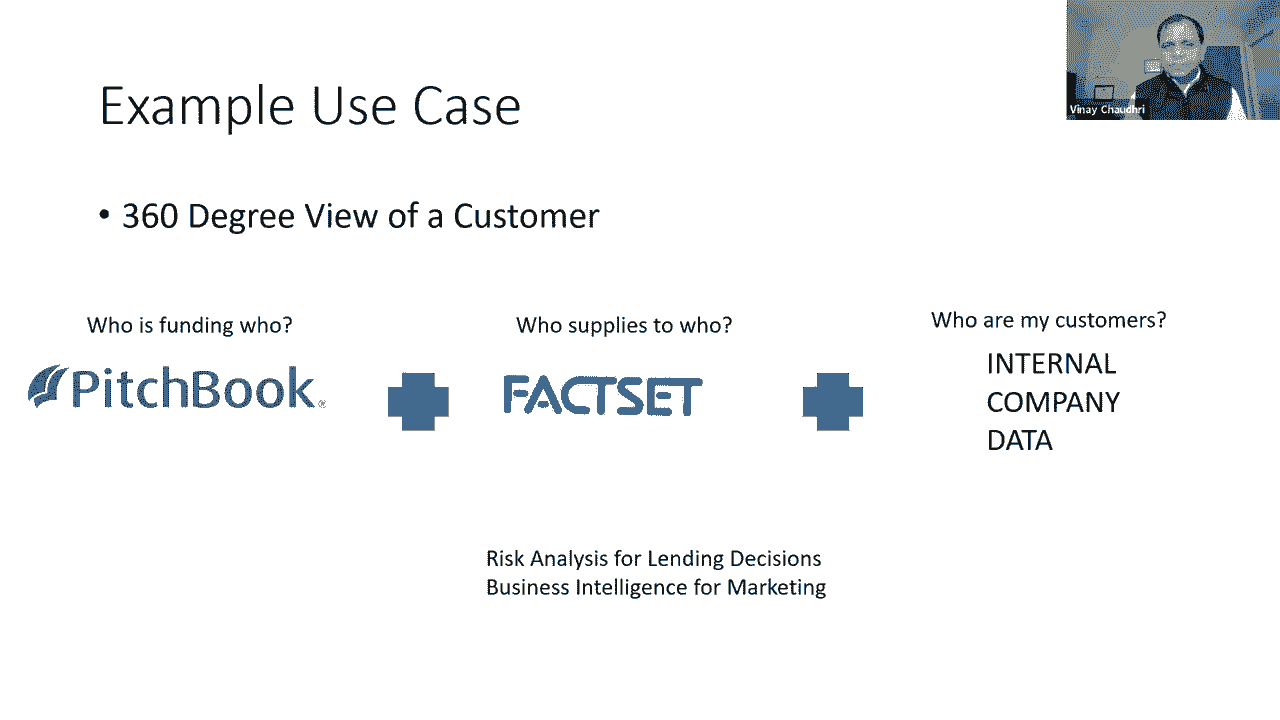 Vinay Chaudhri
Example Use Case
• 360 Degree View of a Customer
Who is funding who?
PitchBook®
Who supplies to who?
FACTSET
Who are my customers?
INTERNAL
COMPANY
DATA
Risk Analysis for Lending Decisions
Business Intelligence for Marketing